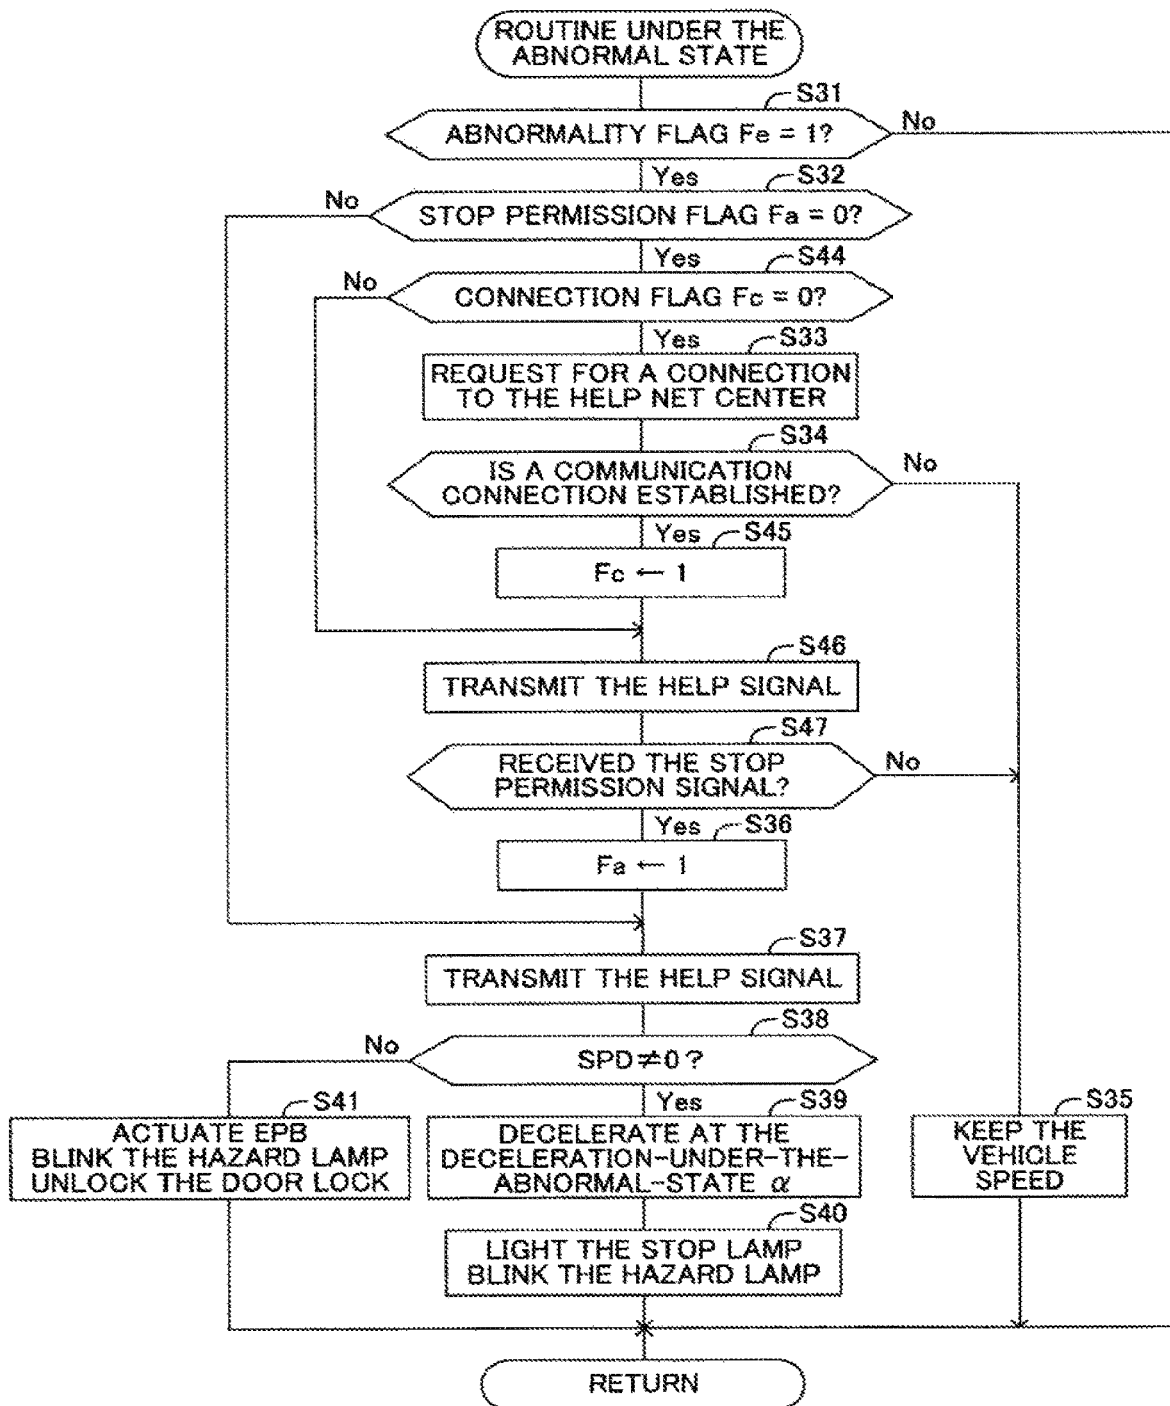 ROUTINE UNDER THE
ABNORMAL STATE
S31
ABNORMALITY FLAG Fe = 1?
No
Yes
S32
No
STOP PERMISSION FLAG Fa = 0?
Yes
S44
No
CONNECTION FLAG Fc = 0?
Yes
S33
REQUEST FOR A CONNECTION
TO THE HELP NET CENTER
S34
IS A COMMUNICATION
CONNECTION ESTABLISHED?
No
Yes
S45
Fc ← 1
S46
TRANSMIT THE HELP SIGNAL
S47
RECEIVED THE STOP
PERMISSION SIGNAL?
No
Yes
S36
Fa ← 1
S37
TRANSMIT THE HELP SIGNAL
S38
No
SPD≠0?
Yes
S41
ACTUATE EPB
BLINK THE HAZARD LAMP
UNLOCK THE DOOR LOCK
S39
DECELERATE AT THE
DECELERATION-UNDER-THE-
ABNORMAL-STATE α
S35
KEEP THE
VEHICLE
SPEED
S40
LIGHT THE STOP LAMP
BLINK THE HAZARD LAMP
RETURN